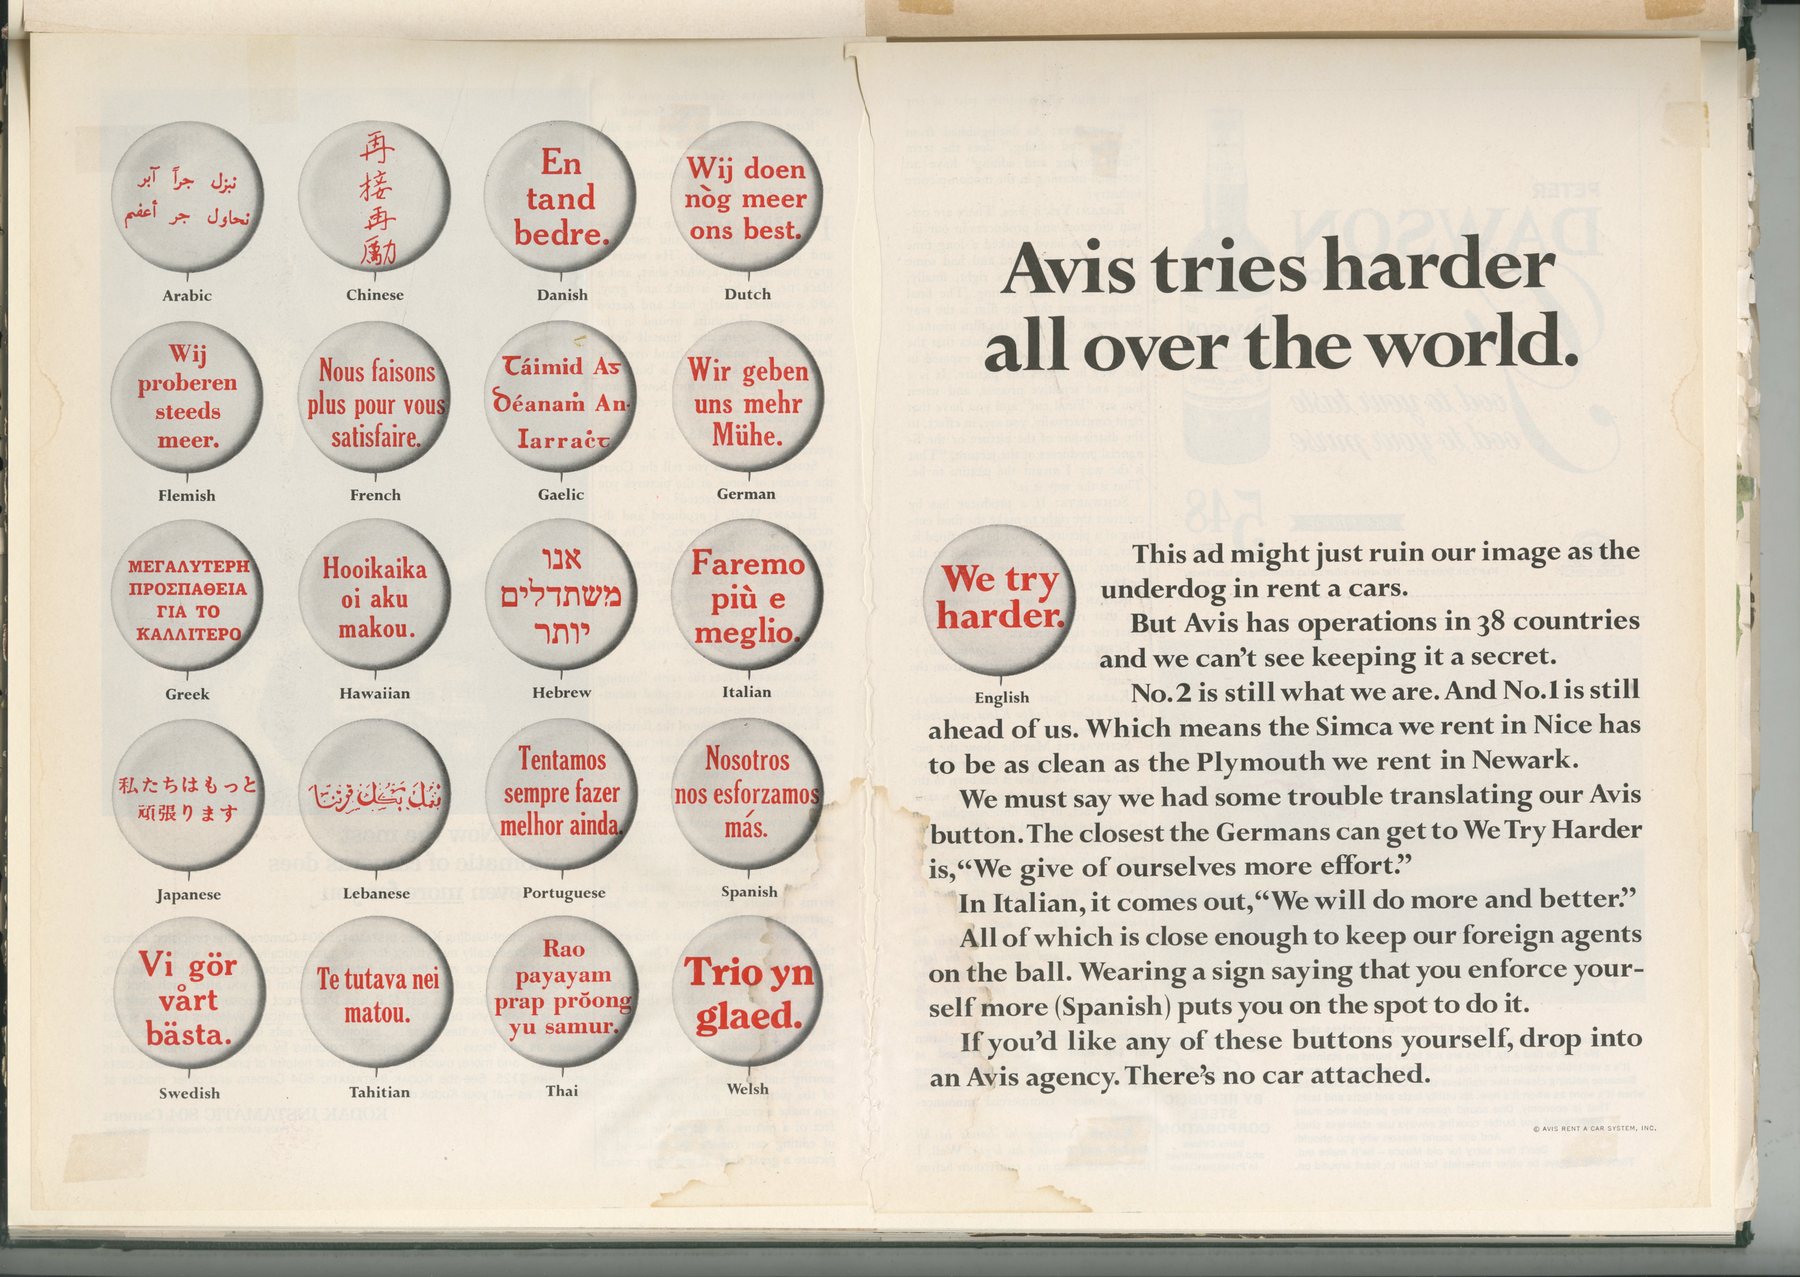 نحاول جر
Arabic
再接再勵
Chinese
En
tand
bedre.
Danish
Wij doen
nòg meer
ons best.
Dutch
Wij
proberen
steeds
meer.
Flemish
Nous faisons
plus pour vous
satisfaire.
French
Táimid Ag
Déanaṁ An-
Iarraċt
Gaelic
Wir geben
uns mehr
Mühe.
German
ΜΕΓΑΛΥΤΕΡΗ
ΠΡΟΣΠΑΘΕΙΑ
ΓΙΑ ΤΟ
ΚΑΛΛΙΤΕΡΟ
Greek
Hooikaika
oi aku
makou.
Hawaiian
אנו
משתדלים
יותר
Hebrew
Faremo
più e
meglio.
Italian
私たちはもっと
頑張ります
Japanese
Lebanese
Tentamos
sempre fazer
melhor ainda.
Portuguese
Nosotros
nos esforzamos
más.
Spanish
Vi gör
vårt
bästa.
Swedish
Te tutava nei
matou.
Tahitian
Rao
payayam
prap prŏong
yu samur.
Thai
Trio yn
glaed.
Welsh
Avis tries harder
all over the world.
We try
harder.
English
This ad might just ruin our image as the
underdog in rent a cars.
But Avis has operations in 38 countries
and we can't see keeping it a secret.
No. 2 is still what we are. And No. 1 is still
ahead of us. Which means the Simca we rent in Nice has
to be as clean as the Plymouth we rent in Newark.
We must say we had some trouble translating our Avis
button. The closest the Germans can get to We Try Harder
is, “We give of ourselves more effort.”
In Italian, it comes out, “We will do more and better.”
All of which is close enough to keep our foreign agents
on the ball. Wearing a sign saying that you enforce your-
self more (Spanish) puts you on the spot to do it.
If you'd like any of these buttons yourself, drop into
an Avis agency. There's no car attached.
© AVIS RENT A CAR SYSTEM, INC.